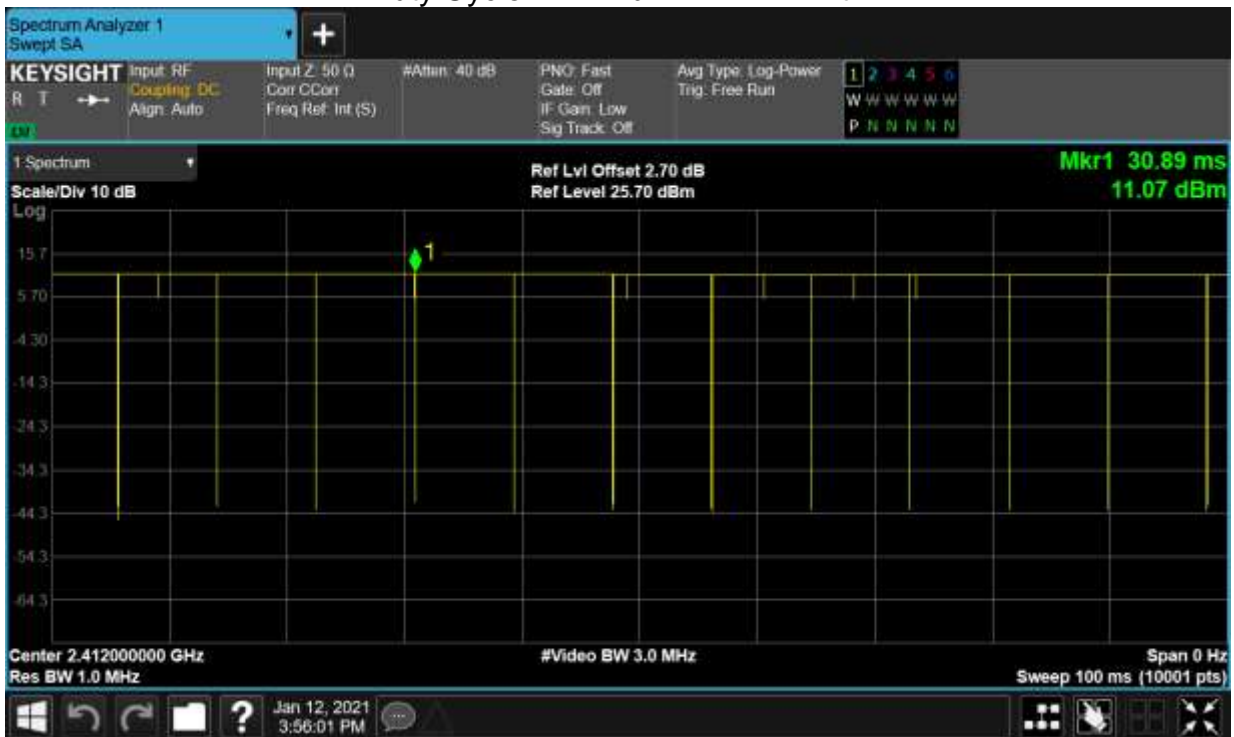 Spectrum Analyzer 1
Swept SA
+
KEYSIGHT Input: RF Input Z: 50 Ω #Atten: 40 dB PNO: Fast Avg Type: Log-Power 1 2 3 4 5 6
R T Coupling: DC Corr CCorr Gate: Off Trig: Free Run W W W W W W
Align: Auto Freq Ref: Int (S) IF Gain: Low P N N N N N
Sig Track: Off
1 Spectrum
Ref Lvl Offset 2.70 dB Mkr1 30.89 ms
Scale/Div 10 dB Ref Level 25.70 dBm 11.07 dBm
Log
15.7
1
5.70
-4.30
-14.3
-24.3
-34.3
-44.3
-54.3
-64.3
Center 2.412000000 GHz #Video BW 3.0 MHz Span 0 Hz
Res BW 1.0 MHz Sweep 100 ms (10001 pts)
? Jan 12, 2021
3:56:01 PM